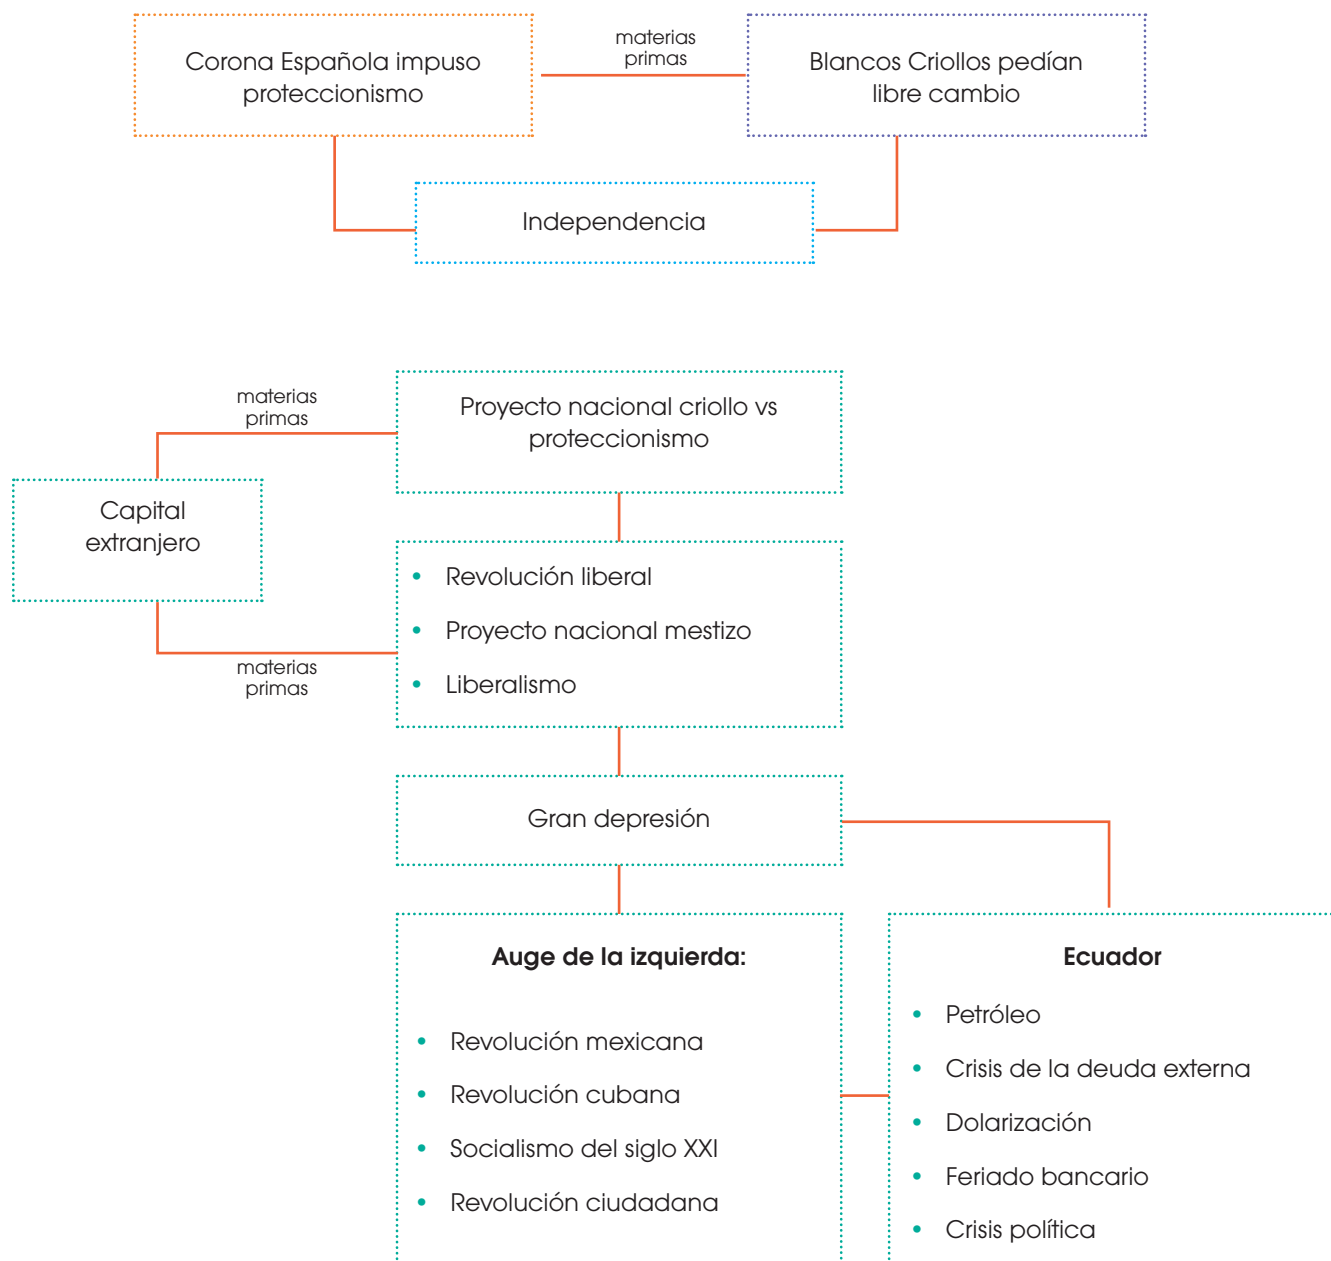 Corona Española impuso
proteccionismo
materias
primas
Blancos Criollos pedían
libre cambio
Independencia
materias
primas
Proyecto nacional criollo vs
proteccionismo
Capital
extranjero
• Revolución liberal
• Proyecto nacional mestizo
• Liberalismo
materias
primas
Gran depresión
Auge de la izquierda:
• Revolución mexicana
• Revolución cubana
• Socialismo del siglo XXI
• Revolución ciudadana
Ecuador
• Petróleo
• Crisis de la deuda externa
• Dolarización
• Feriado bancario
• Crisis política